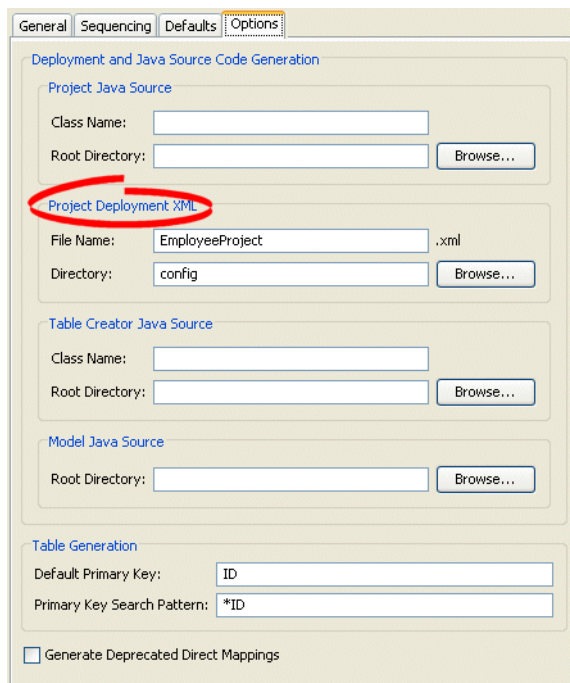 General Sequencing Defaults Options
Deployment and Java Source Code Generation
Project Java Source
Class Name:
Root Directory: Browse...
Project Deployment XML
File Name: EmployeeProject .xml
Directory: config Browse...
Table Creator Java Source
Class Name:
Root Directory: Browse...
Model Java Source
Root Directory: Browse...
Table Generation
Default Primary Key: ID
Primary Key Search Pattern: *ID
Generate Deprecated Direct Mappings